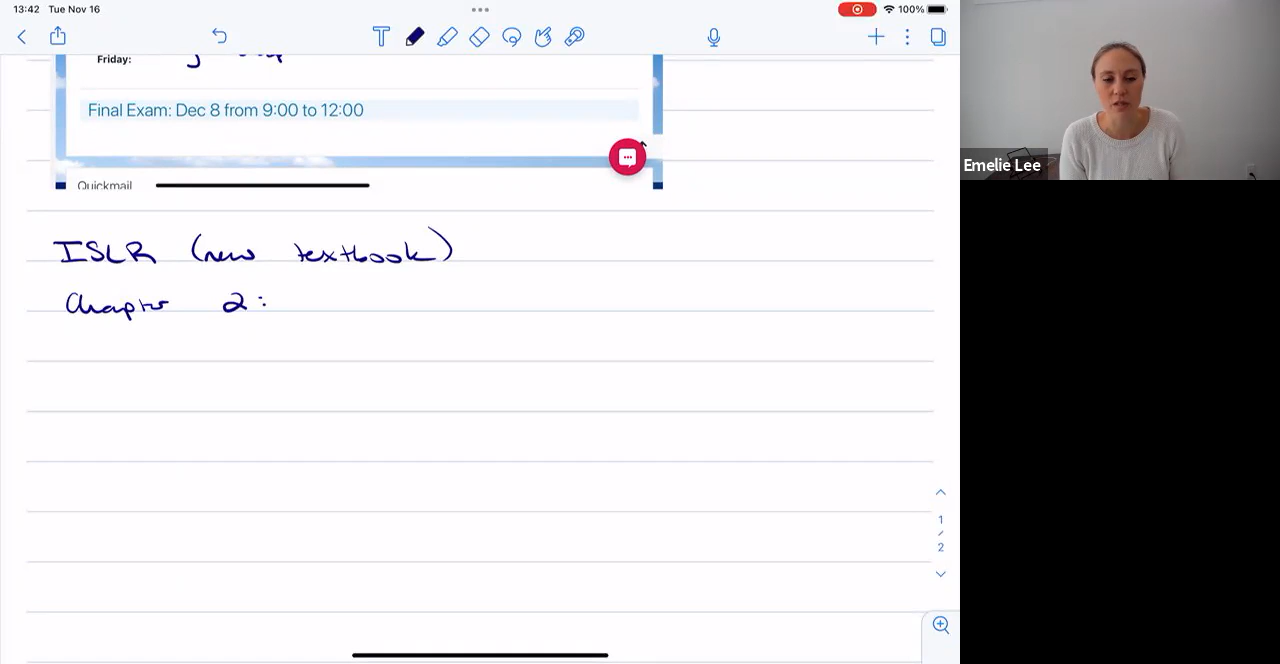 13:42 Tue Nov 16
100%
Friday:
Final Exam: Dec 8 from 9:00 to 12:00
Quickmail
ISLR (new textbook)
Chapter 2:
1
/
2
Emelie Lee